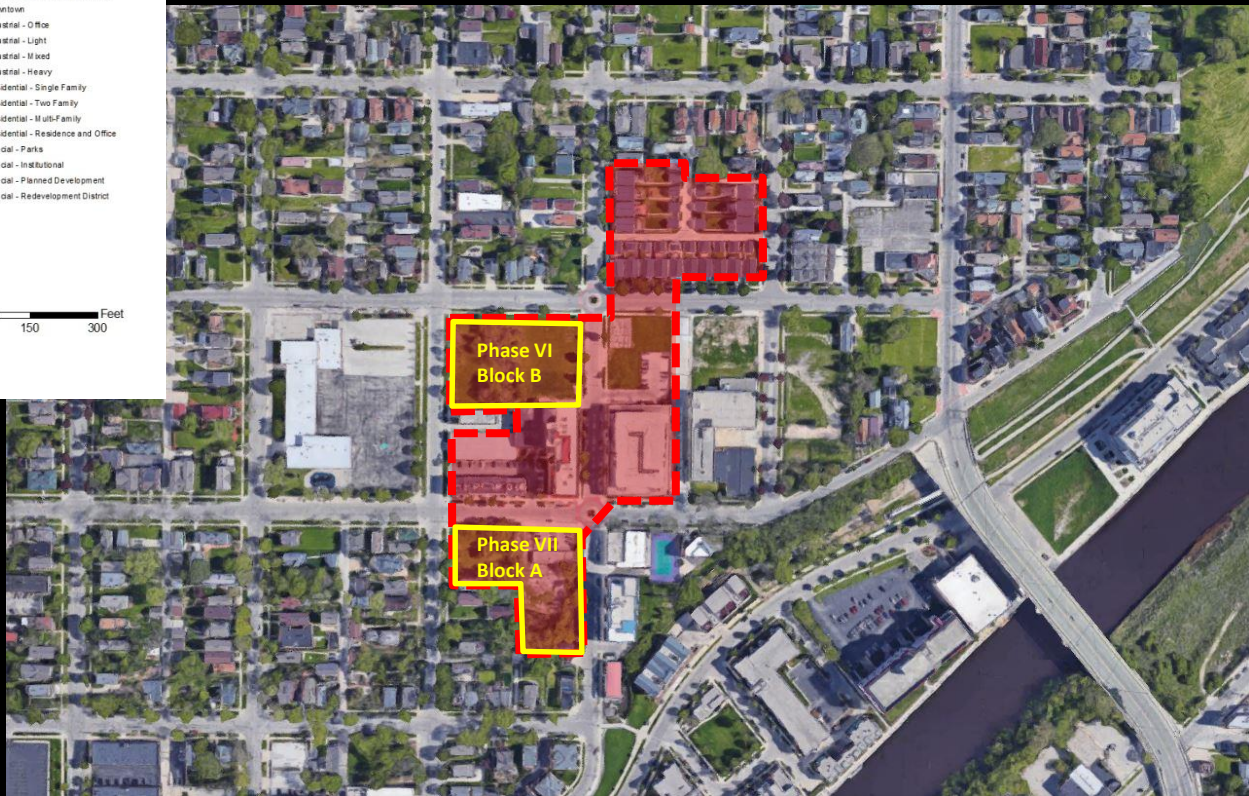 ntown
strial - Office
strial - Light
strial - Mixed
strial - Heavy
idential - Single Family
idential - Two Family
idential - Multi-Family
idential - Residence and Office
cial - Parks
cial - Institutional
cial - Planned Development
cial - Redevelopment District
Feet
150 300
Phase VI
Block B
Phase VII
Block A